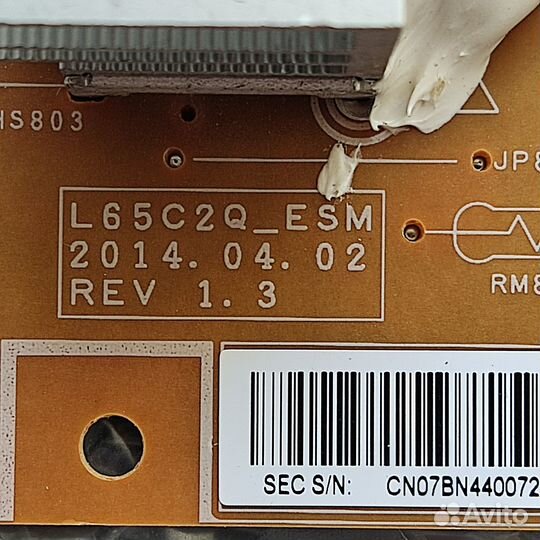 HS803
JP8
L65C2Q_ESM
2014.04.02
REV 1.3
RM8
SEC S/N: CN07BN440072
Avito